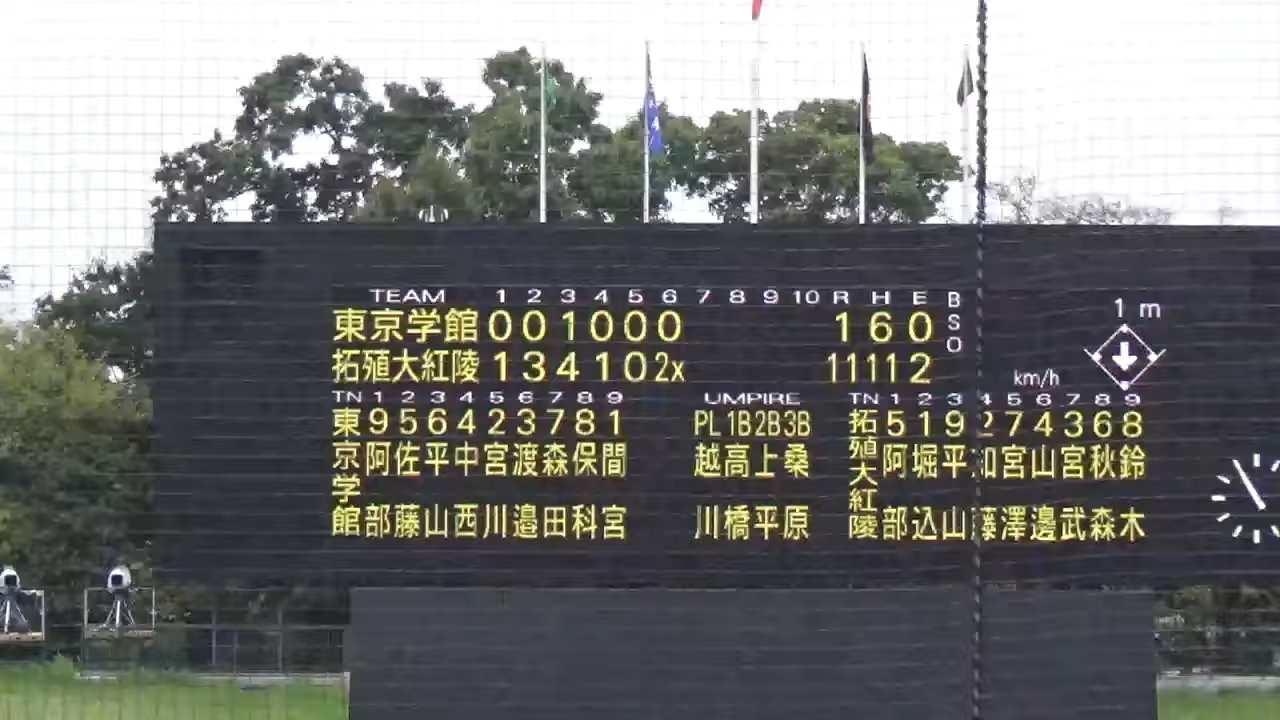 TEAM 1 2 3 4 5 6 7 8 9 10 R H E B
東京学館 0 0 1 0 0 0 1 6 0 S
O
拓殖大紅陵 1 3 4 1 0 2x 11 11 2
1 m
km/h
TN 1 2 3 4 5 6 7 8 9 UMPIRE TN 1 2 3 4 5 6 7 8 9
東 9 5 6 4 2 3 7 8 1 PL 1B 2B 3B 拓 5 1 9 2 7 4 3 6 8
京 阿佐平中宮渡森保間 越高上桑 殖 阿堀平加宮山宮秋鈴
学 大
館 部藤山西川邉田科宮 川橋平原 紅 部込山藤澤邊武森木
陵